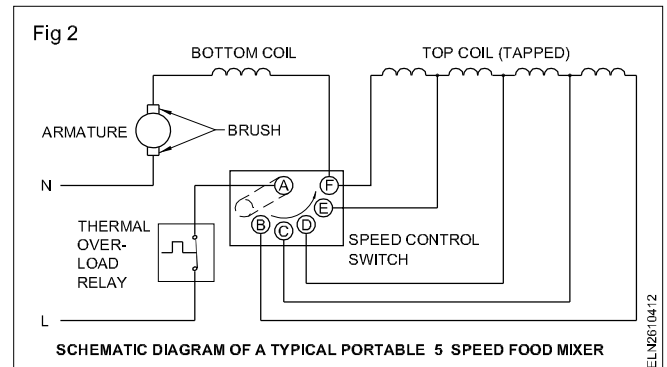 Fig 2
BOTTOM COIL
TOP COIL (TAPPED)
ARMATURE
BRUSH
N
A
F
E
B
C
D
THERMAL
OVER-
LOAD
RELAY
SPEED CONTROL
SWITCH
L
SCHEMATIC DIAGRAM OF A TYPICAL PORTABLE 5 SPEED FOOD MIXER
ELN2610412